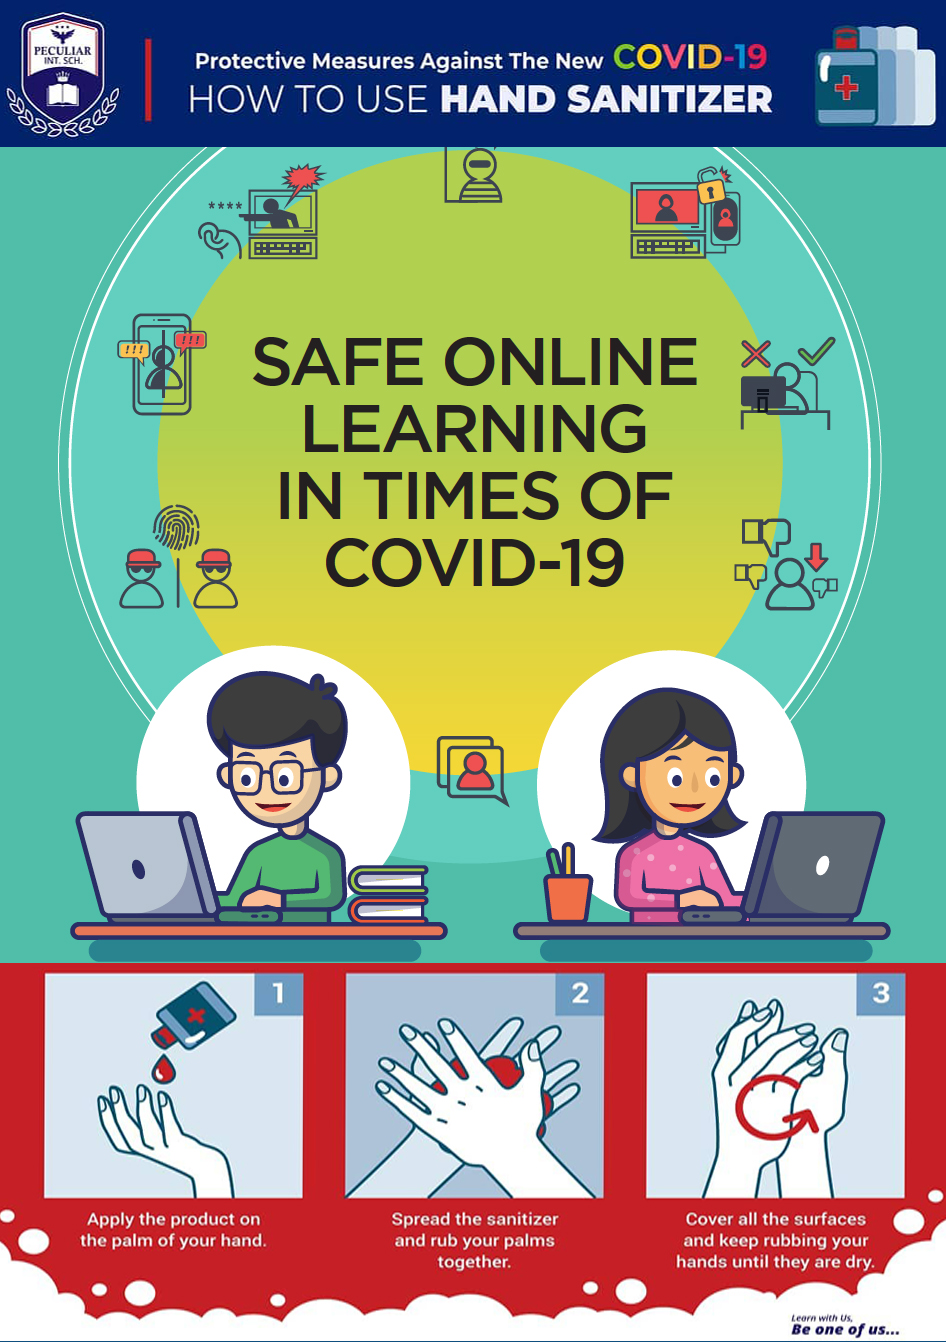 PECULIAR
INT. SCH.
Protective Measures Against The New COVID-19
HOW TO USE HAND SANITIZER
****
!!!
!!!
SAFE ONLINE
LEARNING
IN TIMES OF
COVID-19
1
2
3
Apply the product on
the palm of your hand.
Spread the sanitizer
and rub your palms
together.
Cover all the surfaces
and keep rubbing your
hands until they are dry.
Learn with Us,
Be one of us...